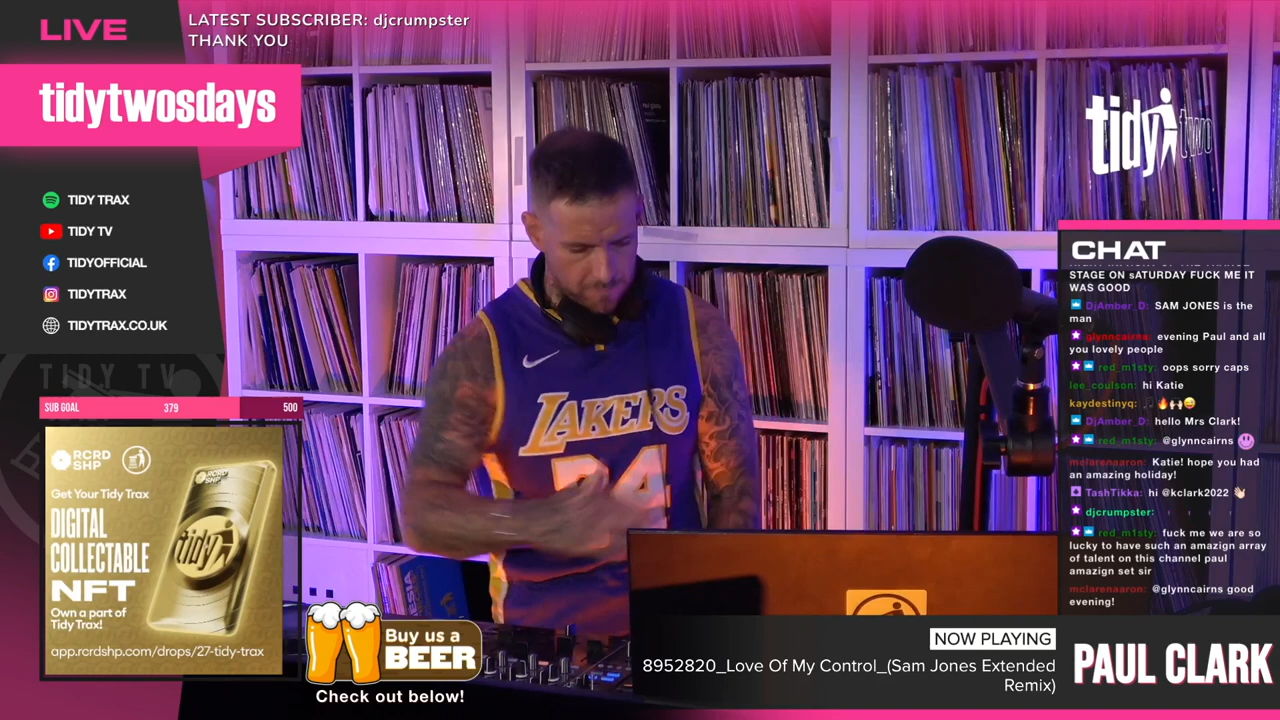 LIVE
LATEST SUBSCRIBER: djcrumpster
THANK YOU
tidytwosdays
TIDY TRAX
TIDY TV
TIDYOFFICIAL
TIDYTRAX
TIDYTRAX.CO.UK
TIDY TV
SUB GOAL 379 500
RCRD
SHP
Get Your Tidy Trax
DIGITAL
COLLECTABLE
NFT
Own a part of
Tidy Trax!
app.rcrdshp.com/drops/27-tidy-trax
RCRD
SHP
tidy
Buy us a
BEER
Check out below!
LAKERS
24
tidy two
CHAT
STAGE ON sATURDAY FUCK ME IT
WAS GOOD
DjAmber_D: SAM JONES is the
man
glynncairns: evening Paul and all
you lovely people
red_m1sty: oops sorry caps
lee_coulson: hi Katie
kaydestinyq: 🎵🔥🙌🏻😄
DjAmber_D: hello Mrs Clark!
red_m1sty: @glynncairns
mclarenaaron: Katie! hope you had
an amazing holiday!
TashTikka: hi @kclark2022 👋🏻
djcrumpster:
red_m1sty: fuck me we are so
lucky to have such an amazign array
of talent on this channel paul
amazign set sir
mclarenaaron: @glynncairns good
evening!
NOW PLAYING
8952820_Love Of My Control_(Sam Jones Extended
Remix)
PAUL CLARK